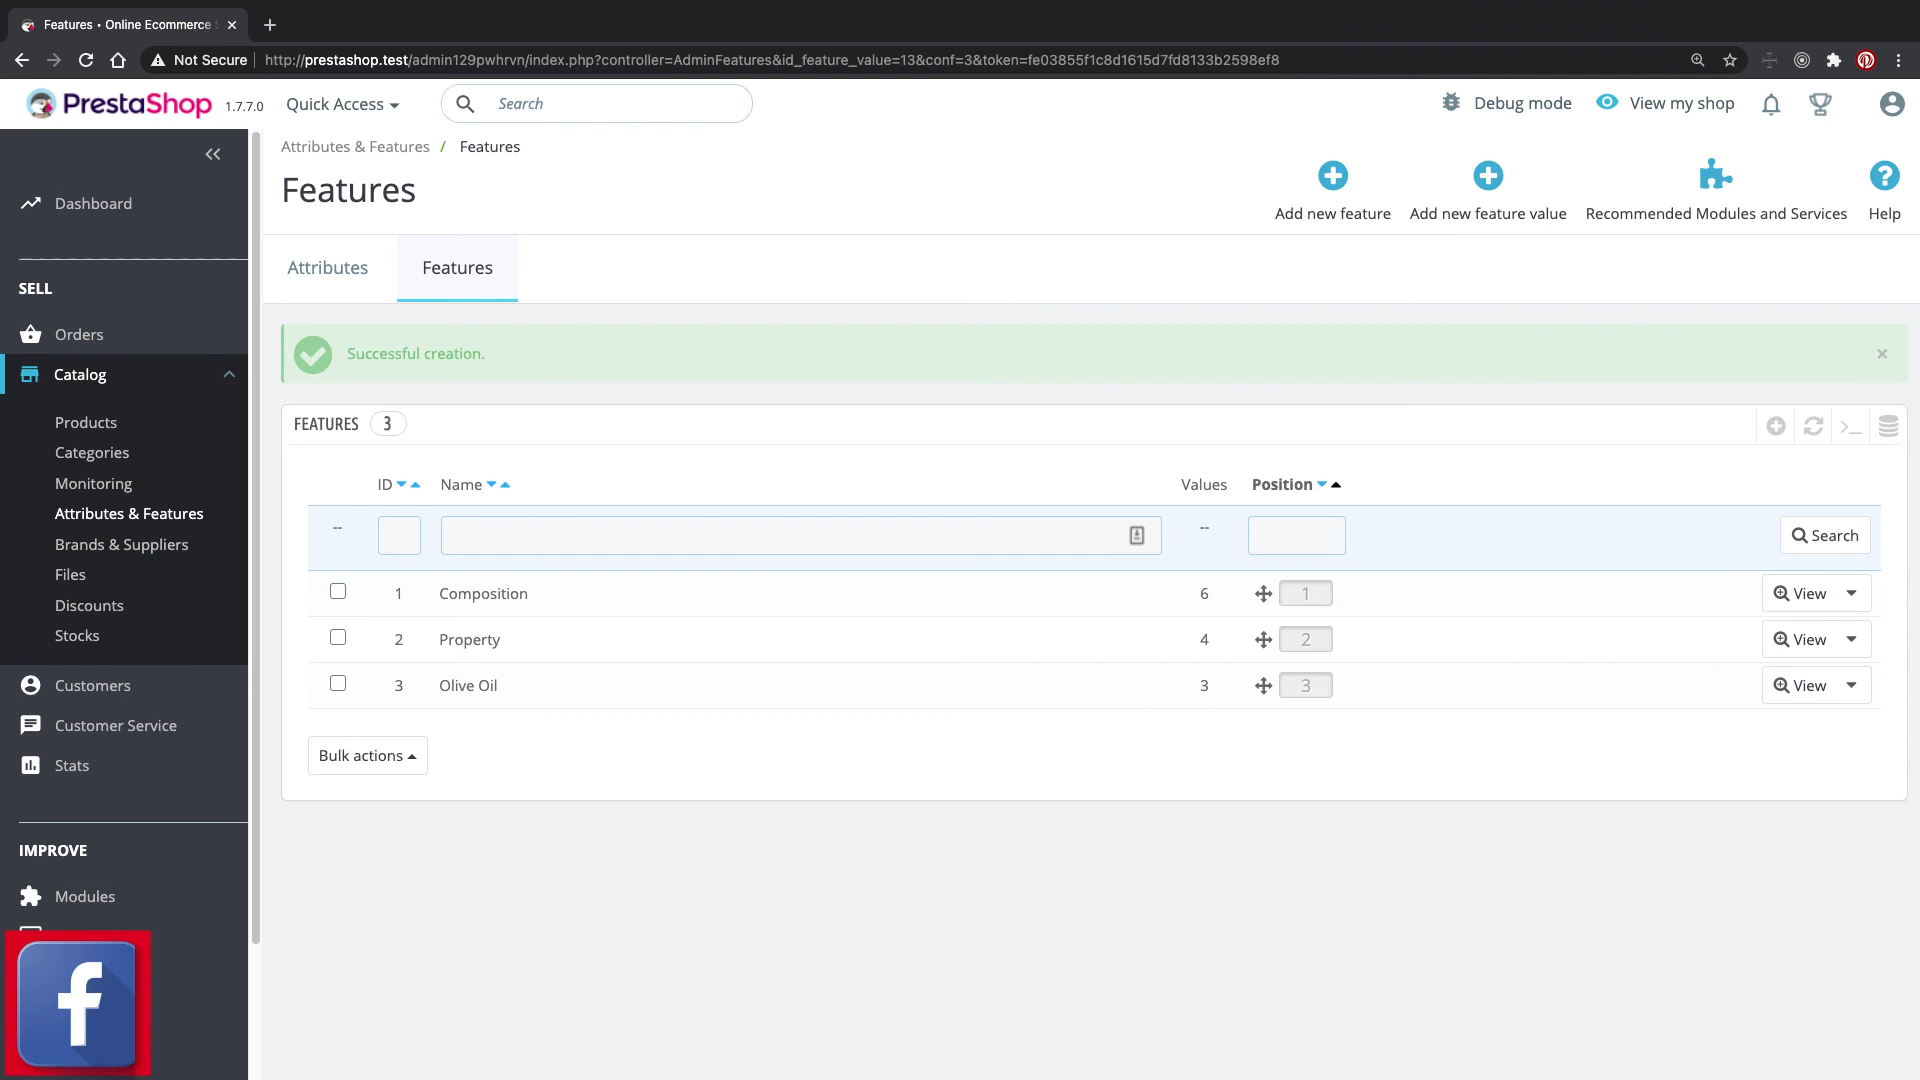 Features • Online Ecommerce
Not Secure
http://prestashop.test/admin129pwhrvn/index.php?controller=AdminFeatures&id_feature_value=13&conf=3&token=fe03855f1c8d1615d7fd8133b2598ef8
PrestaShop
1.7.7.0
Quick Access
Search
Debug mode
View my shop
Attributes & Features / Features
Features
Add new feature
Add new feature value
Recommended Modules and Services
Help
Attributes
Features
Dashboard
SELL
Orders
Catalog
Products
Categories
Monitoring
Attributes & Features
Brands & Suppliers
Files
Discounts
Stocks
Customers
Customer Service
Stats
IMPROVE
Modules
Successful creation.
FEATURES 3
ID Name Values Position
-- -- Search
1 Composition 6 1 View
2 Property 4 2 View
3 Olive Oil 3 3 View
Bulk actions
f